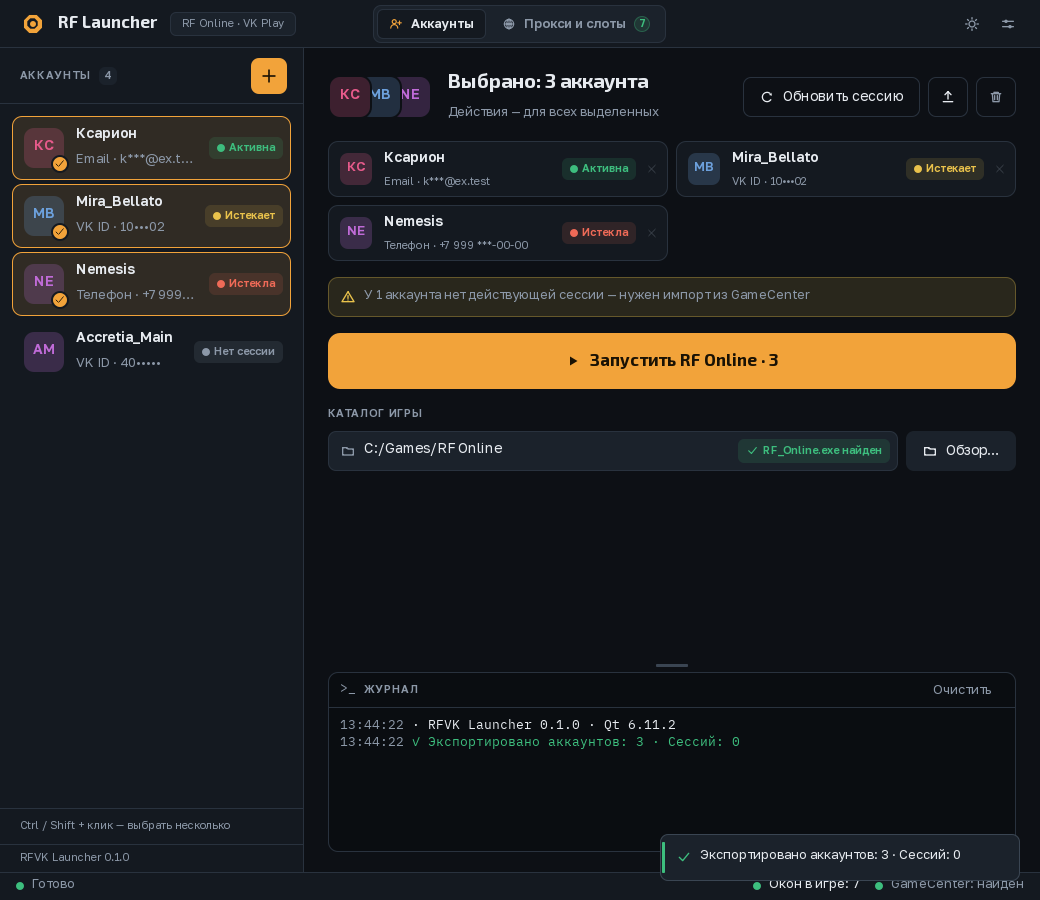 RF Launcher
RF Online · VK Play
Аккаунты
Прокси и слоты 7
АККАУНТЫ 4
КС
Ксарион
Email · k***@ex.t…
Активна
MB
Mira_Bellato
VK ID · 10•••02
Истекает
NE
Nemesis
Телефон · +7 999…
Истекла
AM
Accretia_Main
VK ID · 40•••••
Нет сессии
Ctrl / Shift + клик — выбрать несколько
RFVK Launcher 0.1.0
КС MB NE
Выбрано: 3 аккаунта
Действия — для всех выделенных
Обновить сессию
КС
Ксарион
Email · k***@ex.test
Активна
MB
Mira_Bellato
VK ID · 10•••02
Истекает
NE
Nemesis
Телефон · +7 999 ***-00-00
Истекла
У 1 аккаунта нет действующей сессии — нужен импорт из GameCenter
Запустить RF Online · 3
КАТАЛОГ ИГРЫ
C:/Games/RF Online
RF_Online.exe найден
Обзор…
>_ ЖУРНАЛ
Очистить
13:44:22 · RFVK Launcher 0.1.0 · Qt 6.11.2
13:44:22 √ Экспортировано аккаунтов: 3 · Сессий: 0
Экспортировано аккаунтов: 3 · Сессий: 0
Готово
Окон в игре: 7
GameCenter: найден